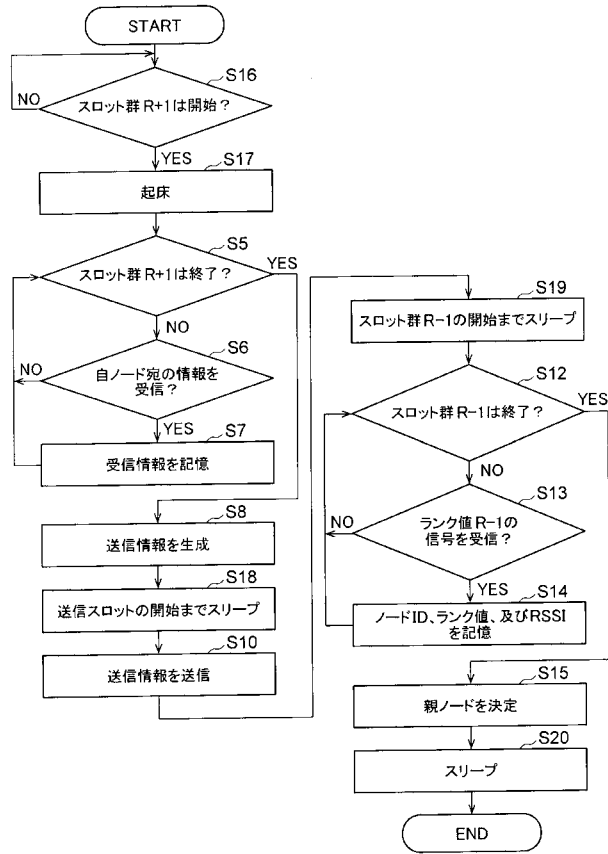 START
S16
スロット群 R+1は開始？
NO
YES
S17
起床
S5
スロット群 R+1は終了？
YES
NO
S6
自ノード宛の情報を
受信？
NO
YES
S7
受信情報を記憶
S8
送信情報を生成
S18
送信スロットの開始までスリープ
S10
送信情報を送信
S19
スロット群 R-1の開始までスリープ
S12
スロット群 R-1は終了？
YES
NO
S13
ランク値 R-1の
信号を受信？
NO
YES
S14
ノードID、ランク値、及びRSSI
を記憶
S15
親ノードを決定
S20
スリープ
END